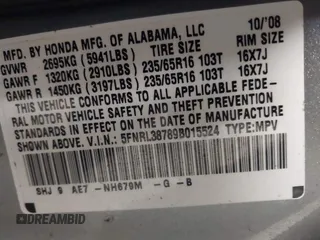 MFD. BY HONDA MFG. OF ALABAMA, LLC 10/'08
GVWR 2695KG (5941LBS) TIRE SIZE RIM SIZE
GAWR F 1320KG (2910LBS) 235/65R16 103T 16X7J
GAWR R 1450KG (3197LBS) 235/65R16 103T 16X7J
THIS VEHICLE CONFORMS TO ALL APPLICABLE FEDE-
RAL MOTOR VEHICLE SAFETY AND THEFT PREVENTION
STANDARDS IN EFFECT ON THE DATE OF MANUFACTURE
SHOWN ABOVE. V.I.N.: 5FNRL38789B015524 TYPE:MPV
SHJ 9 AE7-NH679M -G -B
© DREAMBID